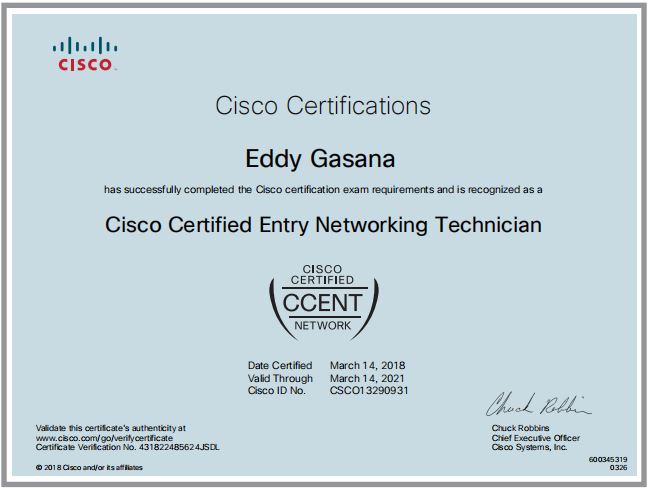 CISCO
Cisco Certifications
Eddy Gasana
has successfully completed the Cisco certification exam requirements and is recognized as a
Cisco Certified Entry Networking Technician
CISCO
CERTIFIED
CCENT
NETWORK
Date Certified March 14, 2018
Valid Through March 14, 2021
Cisco ID No. CSCO13290931
Chuck Robbins
Validate this certificate's authenticity at
www.cisco.com/go/verifycertificate
Certificate Verification No. 431822485624JSDL
© 2018 Cisco and/or its affiliates
Chuck Robbins
Chief Executive Officer
Cisco Systems, Inc.
600345319
0326